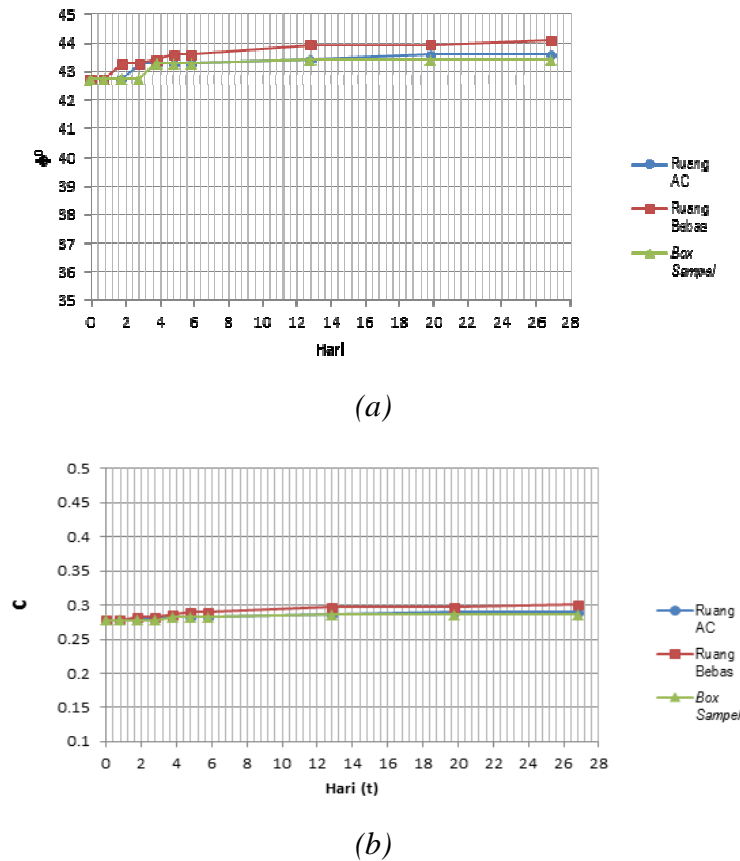 45
44
43
42
41
40
39
38
37
36
35
Φ⁰
0 2 4 6 8 10 12 14 16 18 20 22 24 26 28
Hari
Ruang
AC
Ruang
Bebas
Box
Sampel
(a)
0.5
0.45
0.4
0.35
0.3
0.25
0.2
0.15
0.1
C
0 2 4 6 8 10 12 14 16 18 20 22 24 26 28
Hari (t)
Ruang
AC
Ruang
Bebas
Box
Sampel
(b)